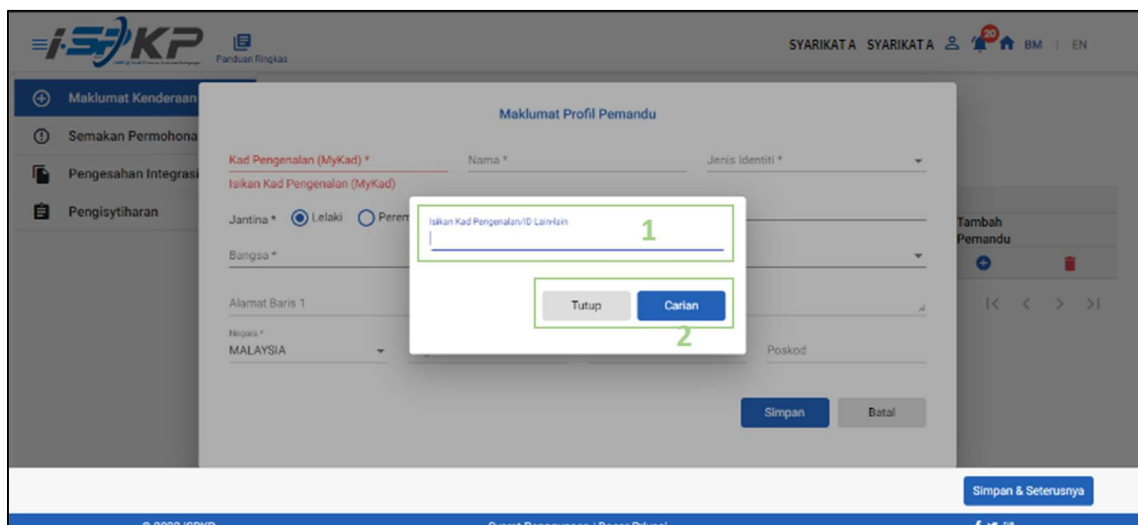 iSPKP
Panduan Ringkas
SYARIKAT A SYARIKAT A 20 BM | EN
Maklumat Kenderaan
Semakan Permohona
Pengesahan Integrasi
Pengisytiharan
Maklumat Profil Pemandu
Kad Pengenalan (MyKad) * Nama * Jenis Identiti *
Isikan Kad Pengenalan (MyKad)
Jantina * Lelaki Perem
Isikan Kad Pengenalan/ID Lain-lain
1
Bangsa *
Tambah
Pemandu
Alamat Baris 1
Tutup Carian
2
Negara *
MALAYSIA
Poskod
Simpan Batal
Simpan & Seterusnya